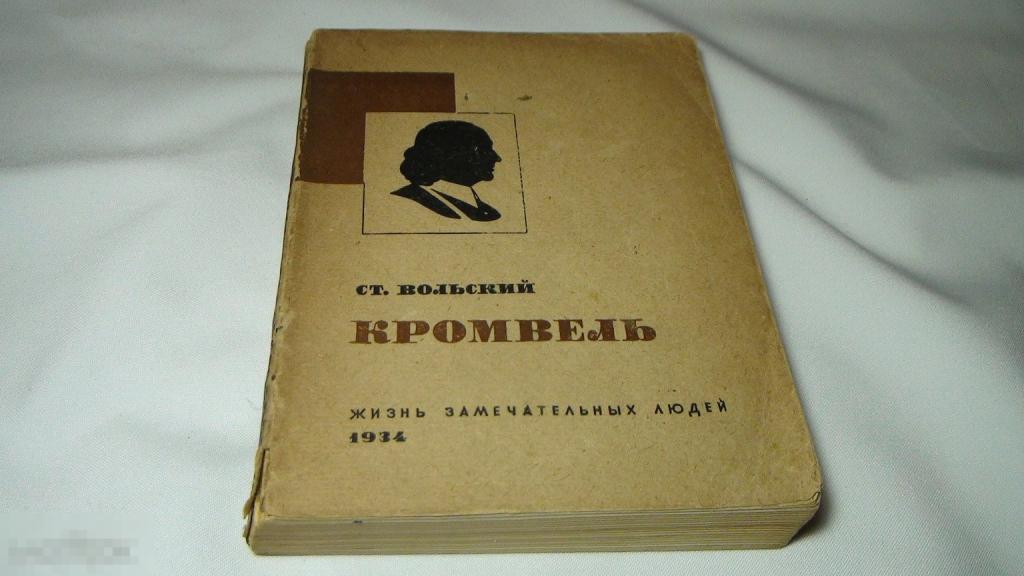 СТ. ВОЛЬСКИЙ
КРОМВЕЛЬ
ЖИЗНЬ ЗАМЕЧАТЕЛЬНЫХ ЛЮДЕЙ
1934